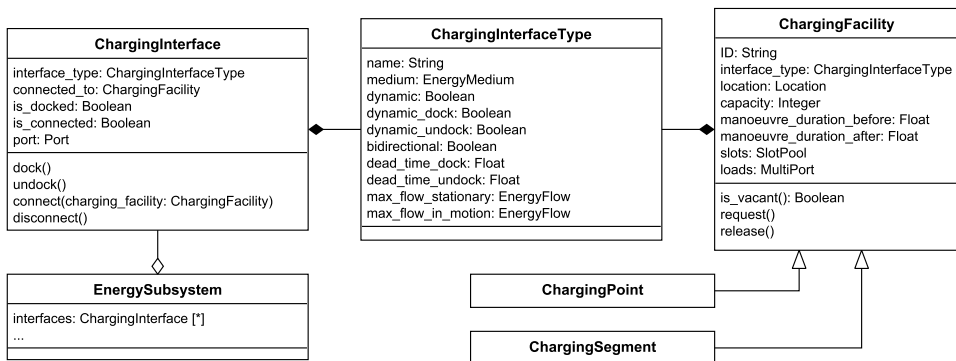 ChargingInterface
interface_type: ChargingInterfaceType
connected_to: ChargingFacility
is_docked: Boolean
is_connected: Boolean
port: Port
dock()
undock()
connect(charging_facility: ChargingFacility)
disconnect()
EnergySubsystem
interfaces: ChargingInterface [*]
...
ChargingInterfaceType
name: String
medium: EnergyMedium
dynamic: Boolean
dynamic_dock: Boolean
dynamic_undock: Boolean
bidirectional: Boolean
dead_time_dock: Float
dead_time_undock: Float
max_flow_stationary: EnergyFlow
max_flow_in_motion: EnergyFlow
ChargingFacility
ID: String
interface_type: ChargingInterfaceType
location: Location
capacity: Integer
manoeuvre_duration_before: Float
manoeuvre_duration_after: Float
slots: SlotPool
loads: MultiPort
is_vacant(): Boolean
request()
release()
ChargingPoint
ChargingSegment